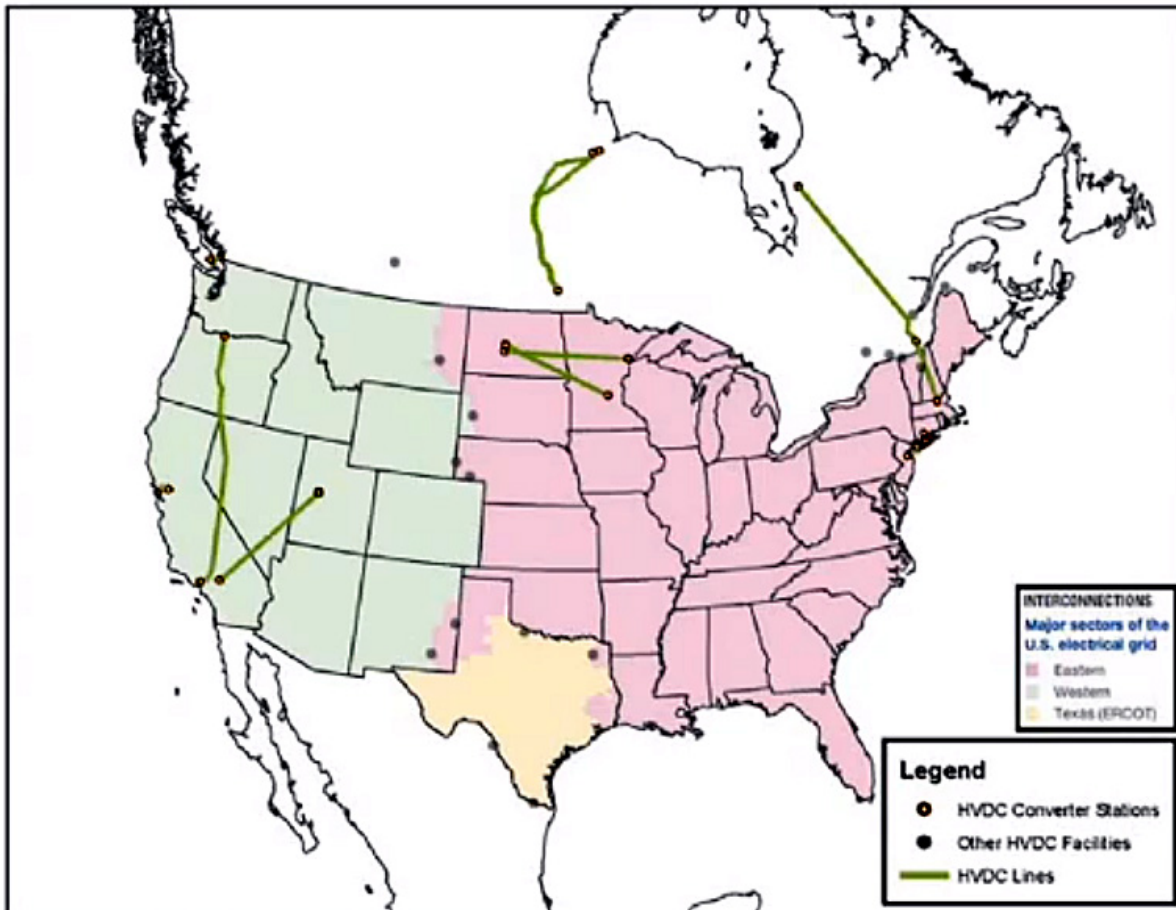 INTERCONNECTIONS
Major sectors of the
U.S. electrical grid
Eastern
Western
Texas (ERCOT)
Legend
HVDC Converter Stations
Other HVDC Facilities
HVDC Lines